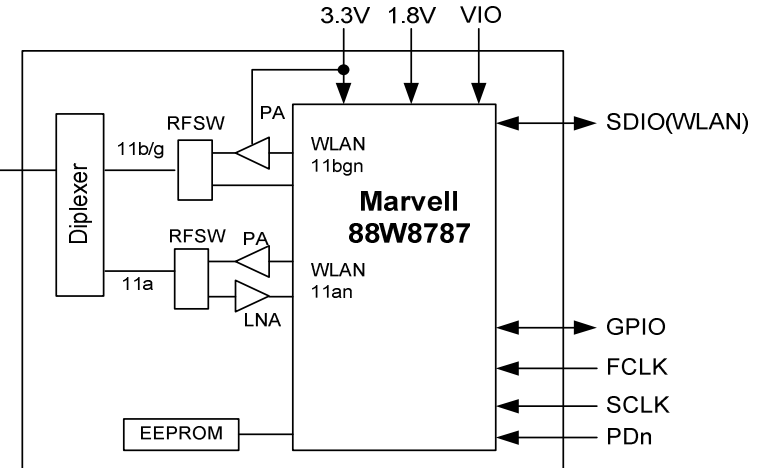 3.3V
1.8V
VIO
PA
RFSW
SDIO(WLAN)
11b/g
WLAN
11bgn
Marvell
88W8787
Diplexer
RFSW
PA
WLAN
11an
11a
LNA
GPIO
FCLK
SCLK
EEPROM
PDn